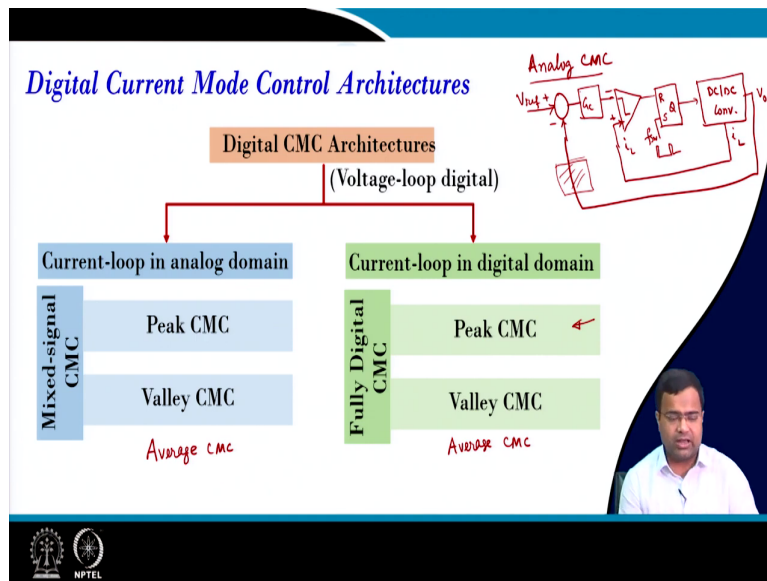 Digital Current Mode Control Architectures
Analog CMC
Vref +
-
Gc
-
+
R
Q
S
DC/DC
Conv.
Vo
iL
fsw
iL
Digital CMC Architectures
(Voltage-loop digital)
Current-loop in analog domain
Mixed-signal
CMC
Peak CMC
Valley CMC
Average CMC
Current-loop in digital domain
Fully Digital
CMC
Peak CMC
Valley CMC
Average CMC
NPTEL